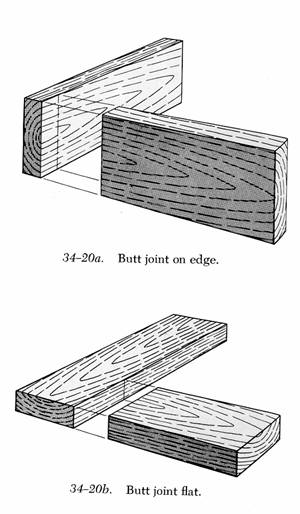 34–20a. Butt joint on edge.
34–20b. Butt joint flat.